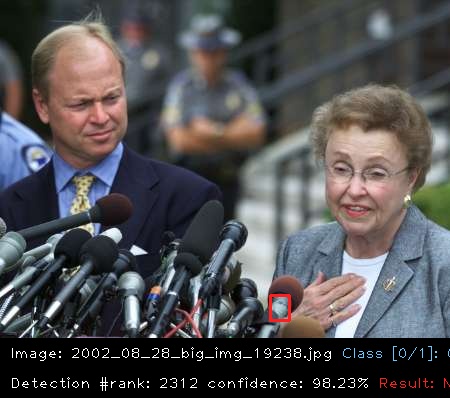 Image: 2002_08_28_big_img_19238.jpg Class [0/1]:
Detection #rank: 2312 confidence: 98.23% Result: